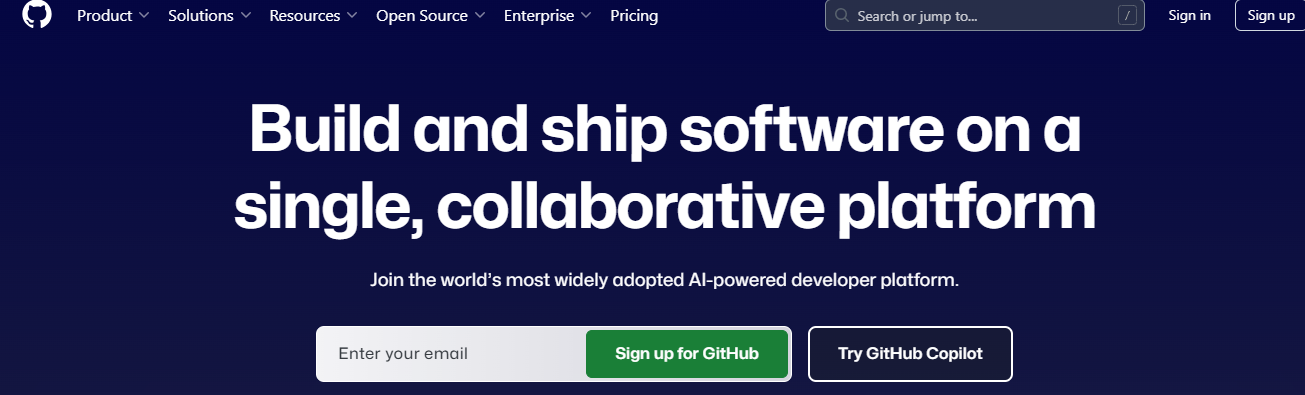 Product Solutions Resources Open Source Enterprise Pricing Search or jump to... / Sign in Sign up
Build and ship software on a
single, collaborative platform
Join the world’s most widely adopted AI-powered developer platform.
Enter your email Sign up for GitHub Try GitHub Copilot